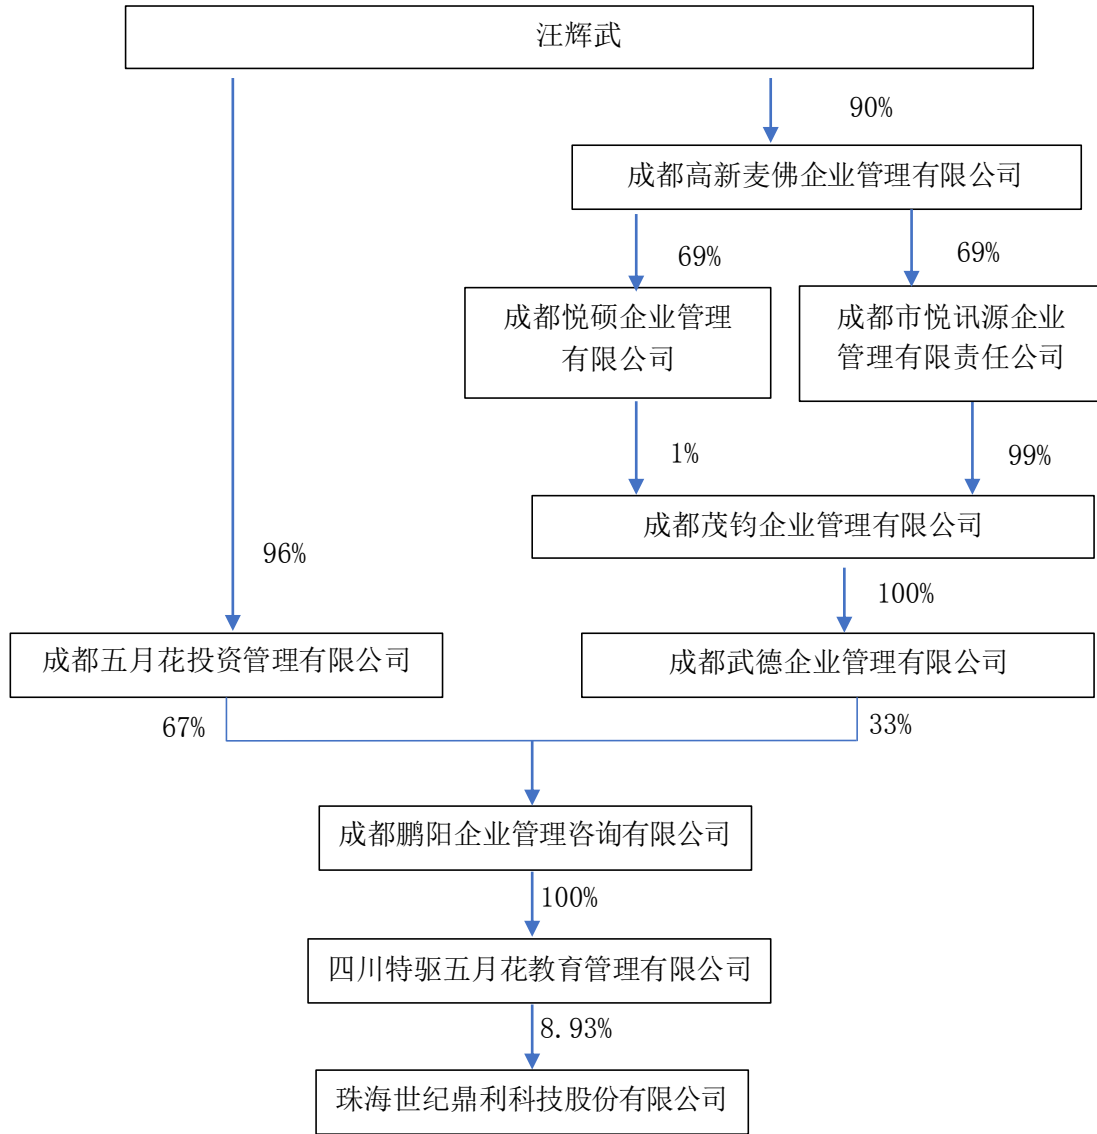 汪辉武
90%
成都高新麦佛企业管理有限公司
69%
69%
成都悦硕企业管理
有限公司
成都市悦讯源企业
管理有限责任公司
1%
99%
成都茂钧企业管理有限公司
96%
100%
成都五月花投资管理有限公司
成都武德企业管理有限公司
67%
33%
成都鹏阳企业管理咨询有限公司
100%
四川特驱五月花教育管理有限公司
8.93%
珠海世纪鼎利科技股份有限公司